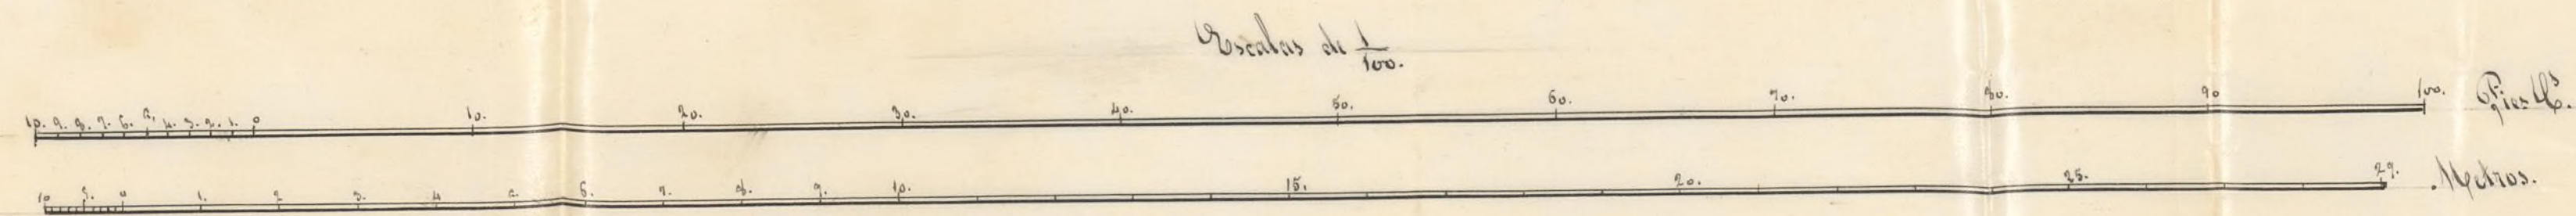 Escalas de 1/100.
10. 9. 8. 7. 6. 5. 4. 3. 2. 1. 0 10. 20. 30. 40. 50. 60. 70. 80. 90 100. Pies
10 5. 0 1. 2 3. 4 5. 6. 7. 8. 9. 10. 15. 20. 25. 29. Metros.